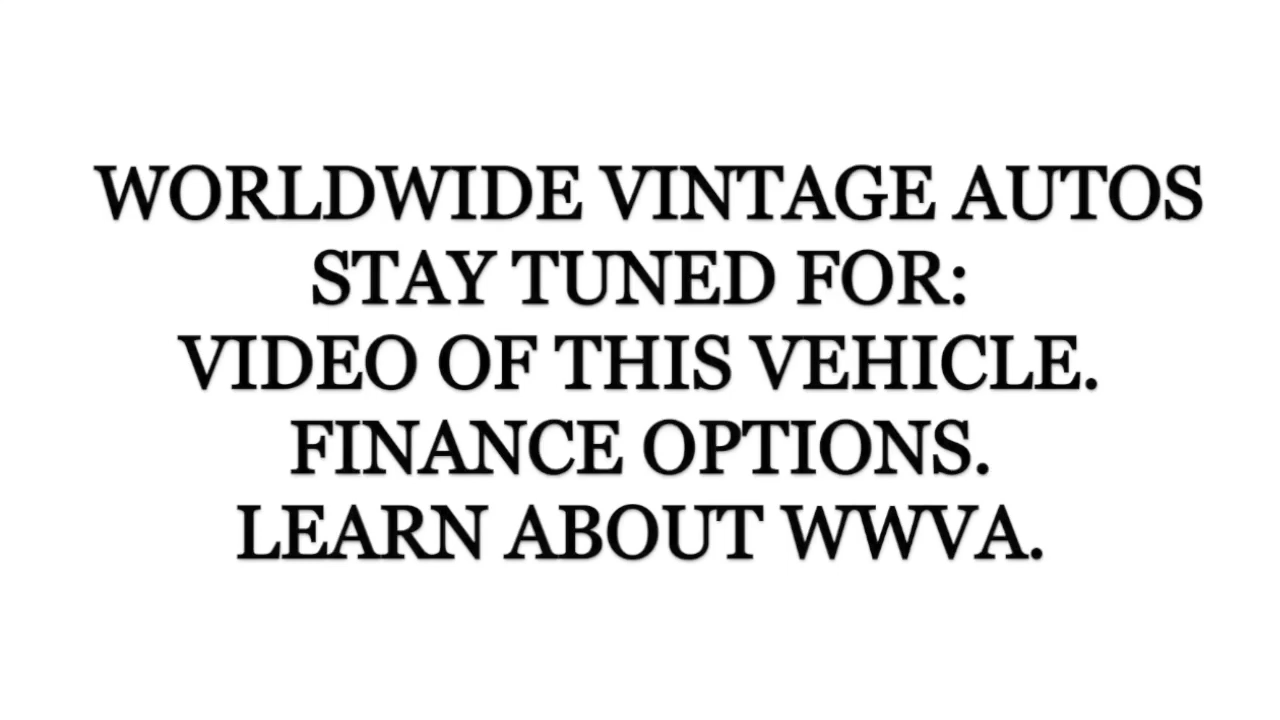 WORLDWIDE VINTAGE AUTOS
STAY TUNED FOR:
VIDEO OF THIS VEHICLE.
FINANCE OPTIONS.
LEARN ABOUT WWVA.